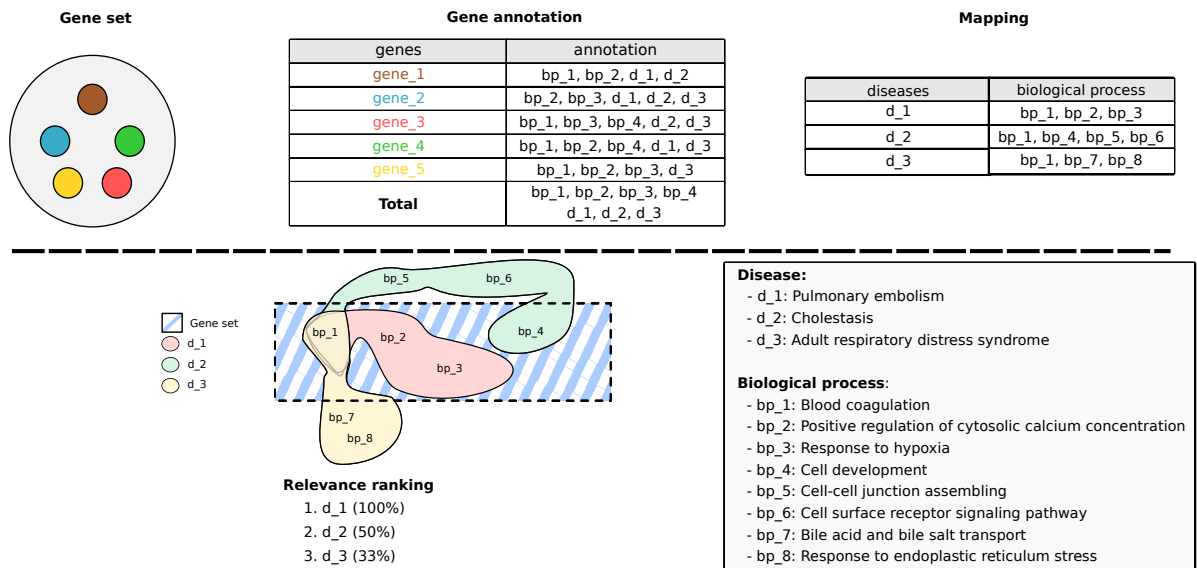 Gene set
Gene annotation
Mapping
genes annotation
gene_1 bp_1, bp_2, d_1, d_2
gene_2 bp_2, bp_3, d_1, d_2, d_3
gene_3 bp_1, bp_3, bp_4, d_2, d_3
gene_4 bp_1, bp_2, bp_4, d_1, d_3
gene_5 bp_1, bp_2, bp_3, d_3
Total bp_1, bp_2, bp_3, bp_4
d_1, d_2, d_3
diseases biological process
d_1 bp_1, bp_2, bp_3
d_2 bp_1, bp_4, bp_5, bp_6
d_3 bp_1, bp_7, bp_8
Gene set
d_1
d_2
d_3
bp_5
bp_6
bp_1
bp_2
bp_4
bp_3
bp_7
bp_8
Relevance ranking
1. d_1 (100%)
2. d_2 (50%)
3. d_3 (33%)
Disease:
- d_1: Pulmonary embolism
- d_2: Cholestasis
- d_3: Adult respiratory distress syndrome
Biological process:
- bp_1: Blood coagulation
- bp_2: Positive regulation of cytosolic calcium concentration
- bp_3: Response to hypoxia
- bp_4: Cell development
- bp_5: Cell-cell junction assembling
- bp_6: Cell surface receptor signaling pathway
- bp_7: Bile acid and bile salt transport
- bp_8: Response to endoplastic reticulum stress